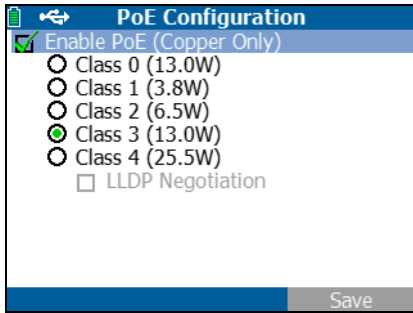 PoE Configuration
Enable PoE (Copper Only)
Class 0 (13.0W)
Class 1 (3.8W)
Class 2 (6.5W)
Class 3 (13.0W)
Class 4 (25.5W)
LLDP Negotiation
Save